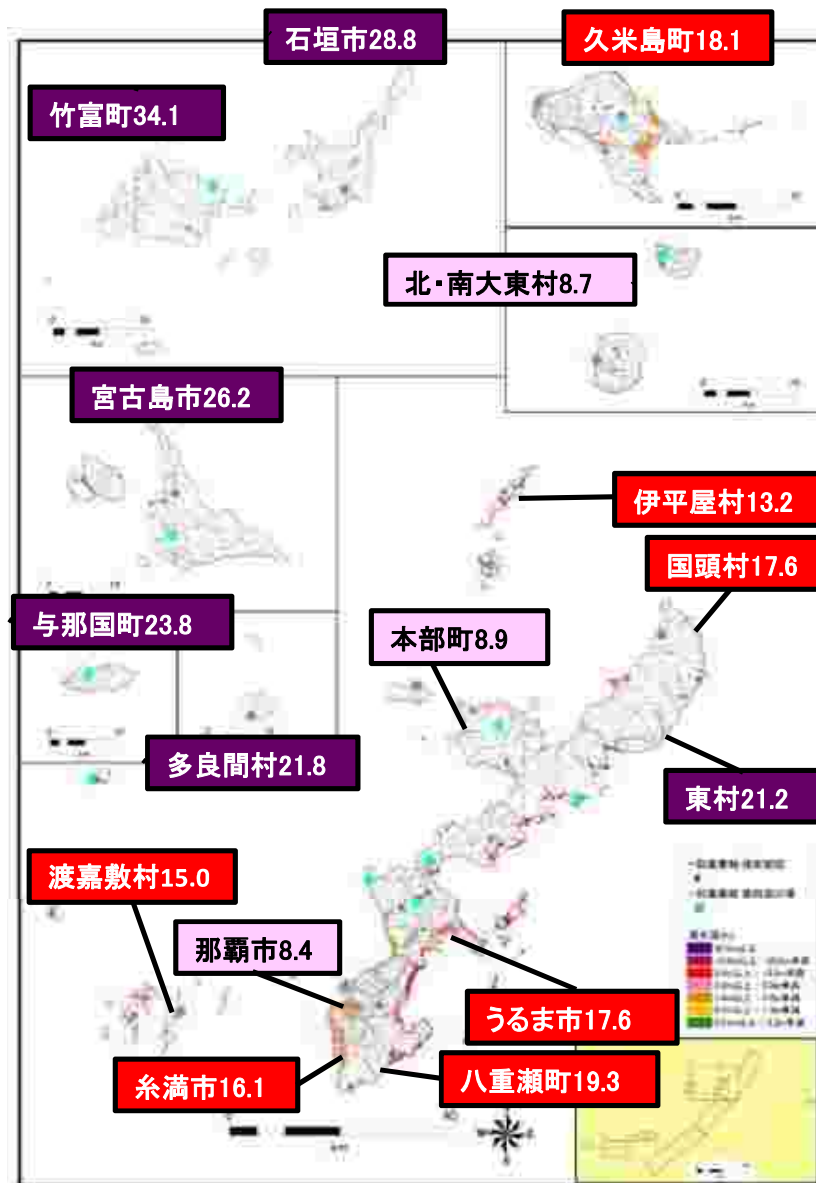 石垣市28.8
久米島町18.1
竹富町34.1
北・南大東村8.7
宮古島市26.2
伊平屋村13.2
国頭村17.6
与那国町23.8
本部町8.9
多良間村21.8
東村21.2
渡嘉敷村15.0
那覇市8.4
うるま市17.6
糸満市16.1
八重瀬町19.3